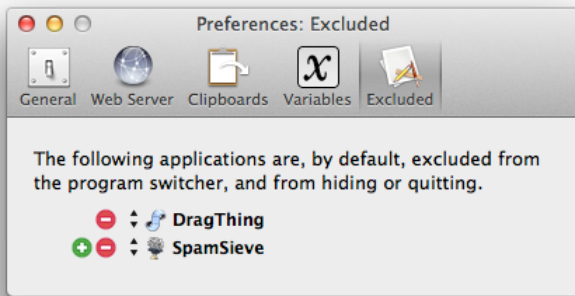 Preferences: Excluded
General Web Server Clipboards Variables Excluded
The following applications are, by default, excluded from
the program switcher, and from hiding or quitting.
DragThing
SpamSieve